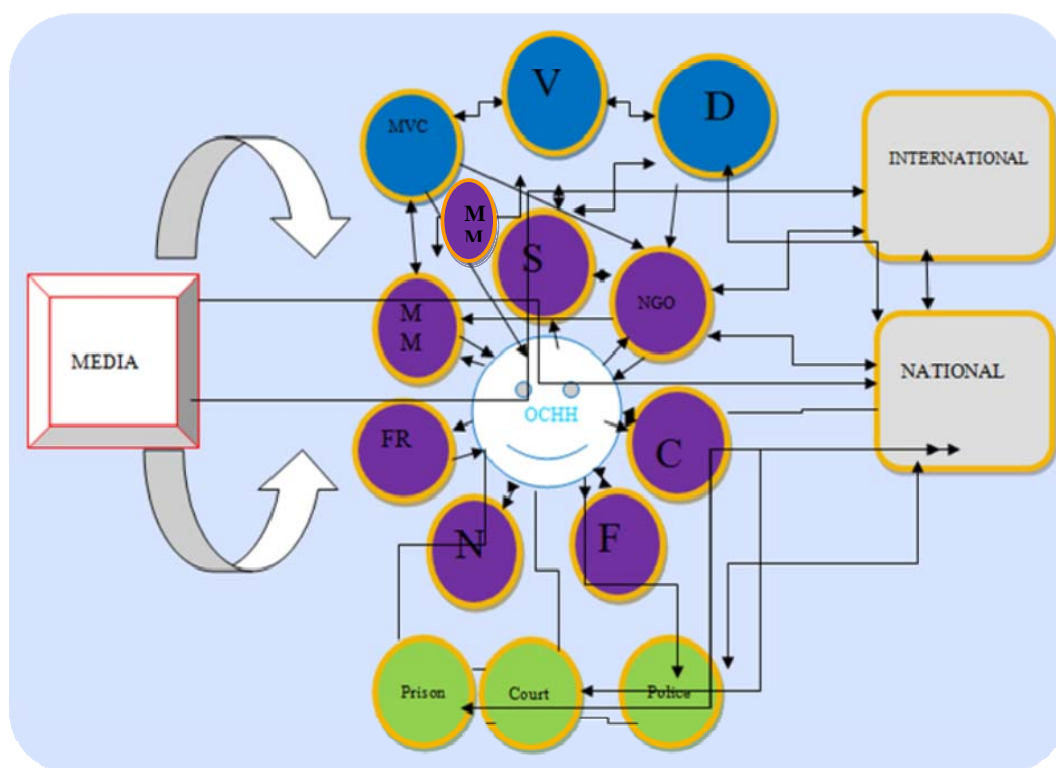 V
D
MVC
INTERNATIONAL
M
M
S
NGO
M
M
MEDIA
NATIONAL
OCHH
FR
C
N
F
Prison
Court
Police